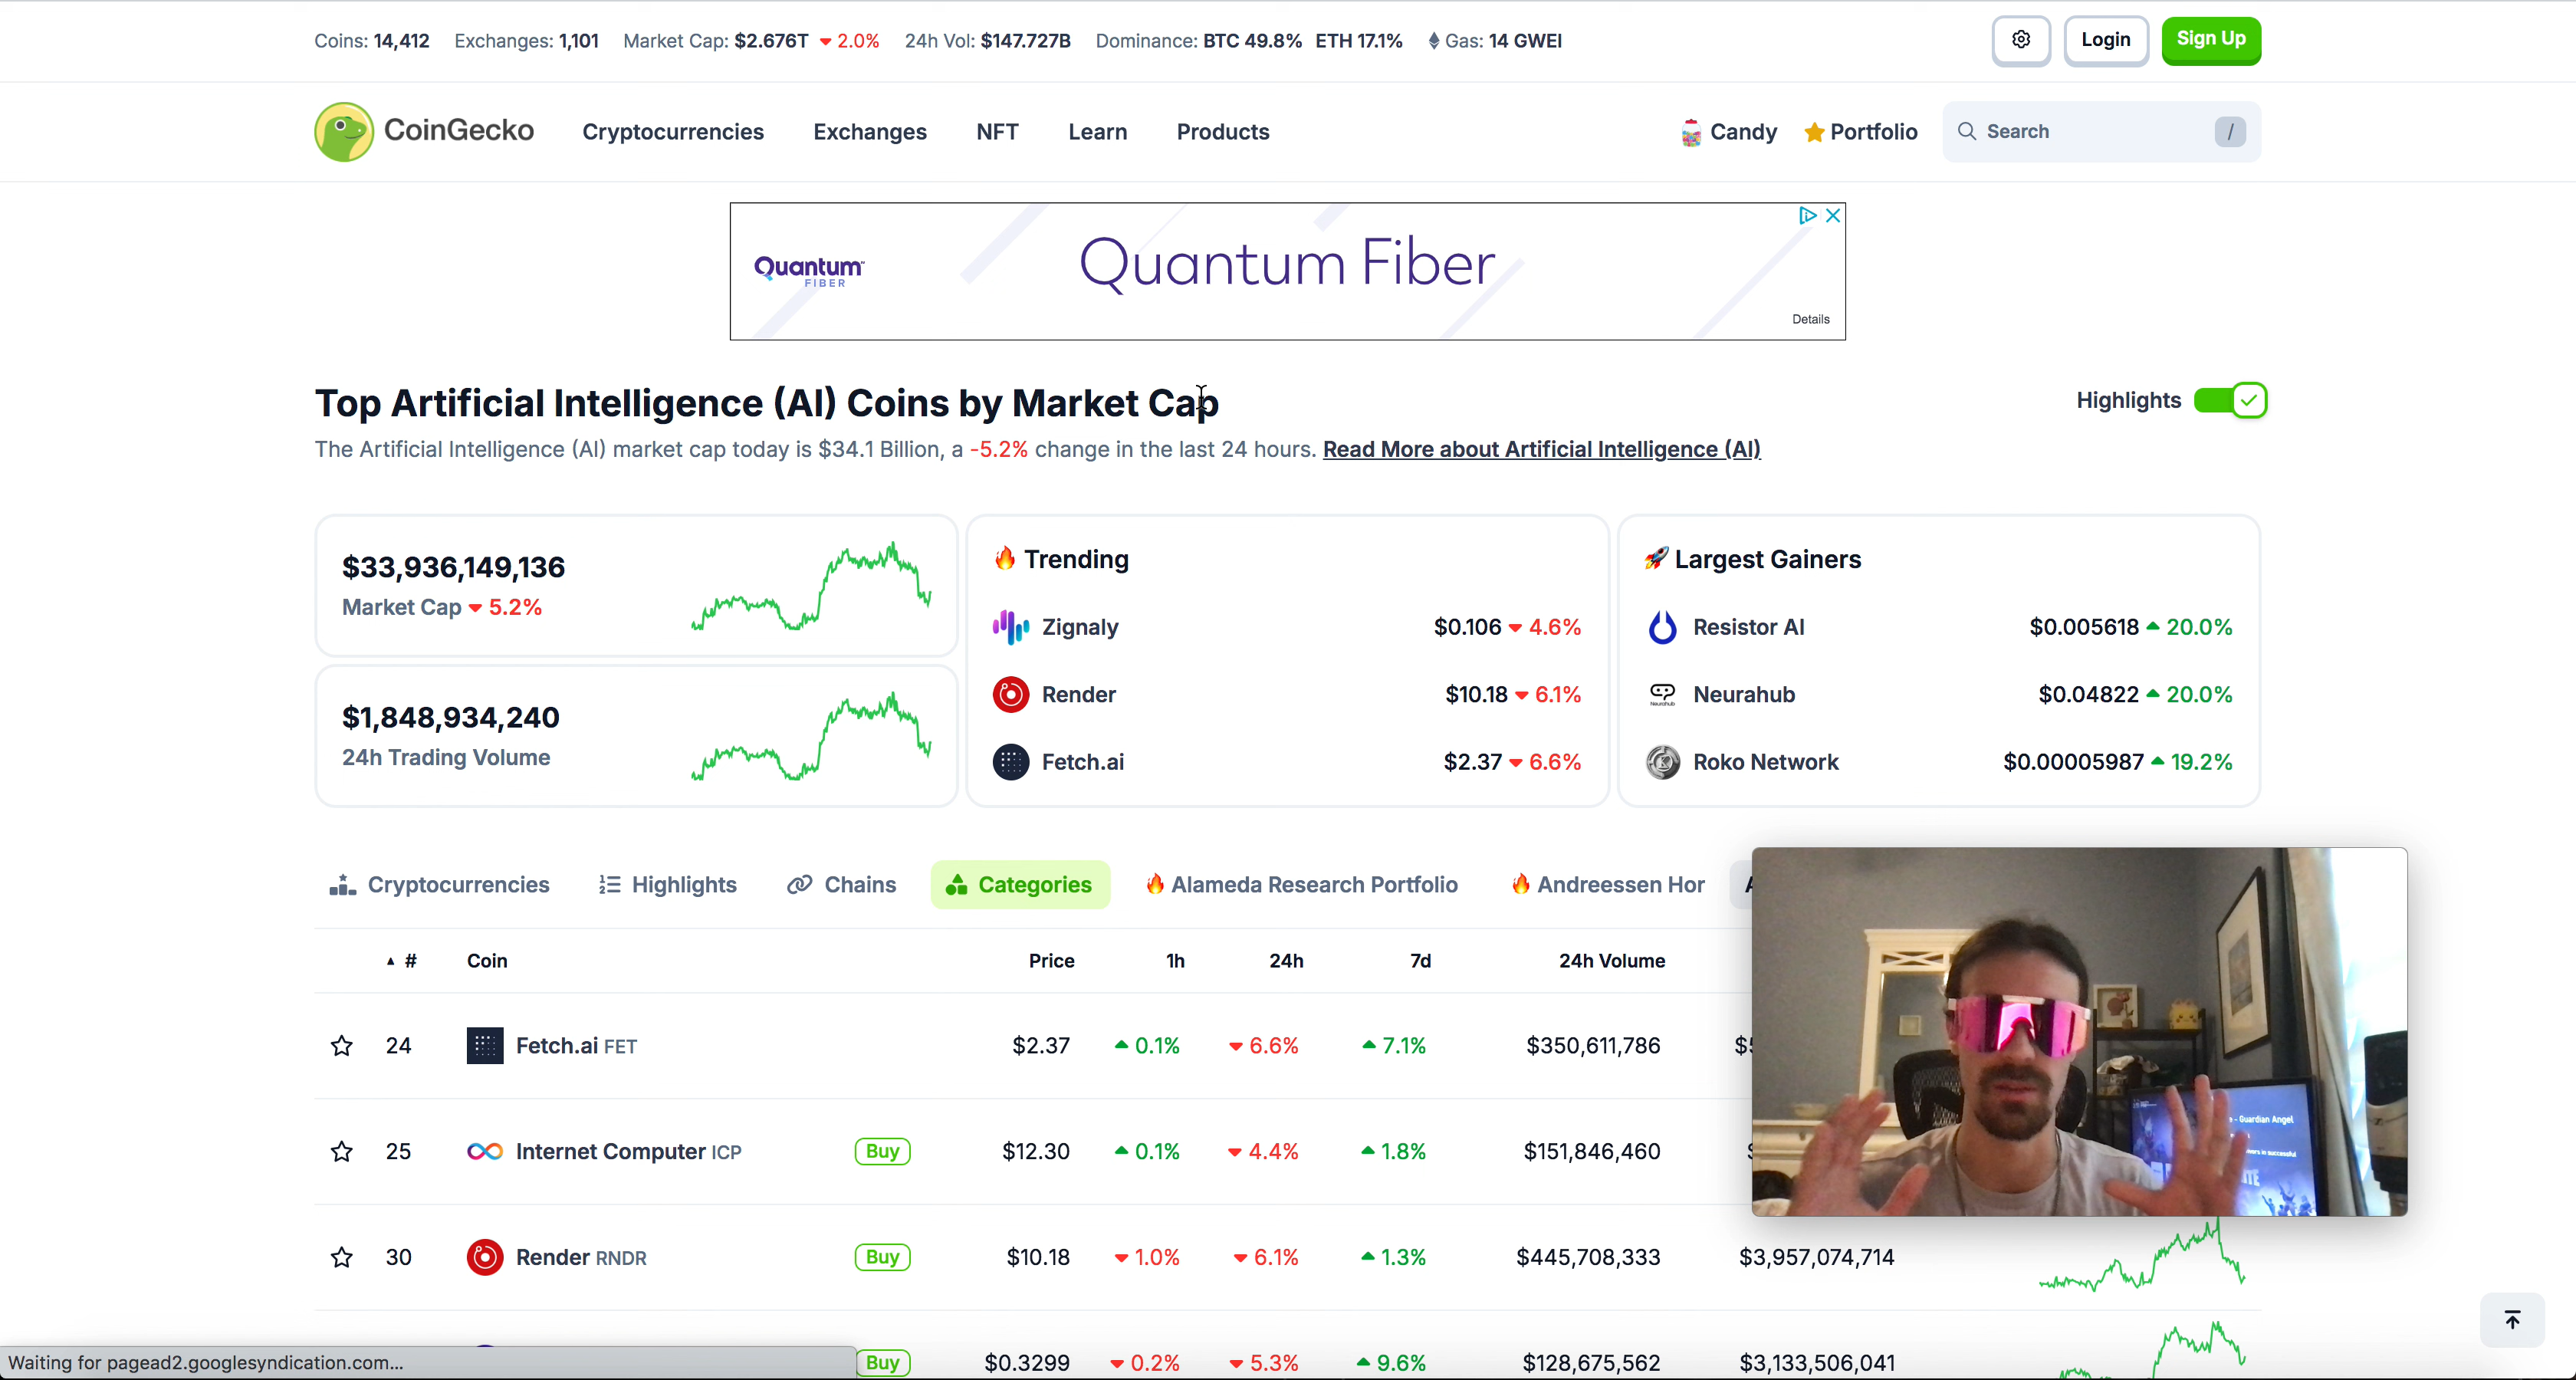 Coins: 14,412 Exchanges: 1,101 Market Cap: $2.676T 2.0% 24h Vol: $147.727B Dominance: BTC 49.8% ETH 17.1% Gas: 14 GWEI
Login Sign Up
CoinGecko Cryptocurrencies Exchanges NFT Learn Products Candy Portfolio Search /
Quantum FIBER
Quantum Fiber
Details
Top Artificial Intelligence (AI) Coins by Market Cap
Highlights
The Artificial Intelligence (AI) market cap today is $34.1 Billion, a -5.2% change in the last 24 hours. Read More about Artificial Intelligence (AI)
$33,936,149,136
Market Cap 5.2%
$1,848,934,240
24h Trading Volume
Trending
Zignaly $0.106 4.6%
Render $10.18 6.1%
Fetch.ai $2.37 6.6%
Largest Gainers
Resistor AI $0.005618 20.0%
Neurahub $0.04822 20.0%
Roko Network $0.00005987 19.2%
Cryptocurrencies Highlights Chains Categories Alameda Research Portfolio Andreessen Hor
# Coin Price 1h 24h 7d 24h Volume
24 Fetch.ai FET $2.37 0.1% 6.6% 7.1% $350,611,786
25 Internet Computer ICP Buy $12.30 0.1% 4.4% 1.8% $151,846,460
30 Render RNDR Buy $10.18 1.0% 6.1% 1.3% $445,708,333 $3,957,074,714
Buy $0.3299 0.2% 5.3% 9.6% $128,675,562 $3,133,506,041
Waiting for pagead2.googlesyndication.com...
- Guardian Angel